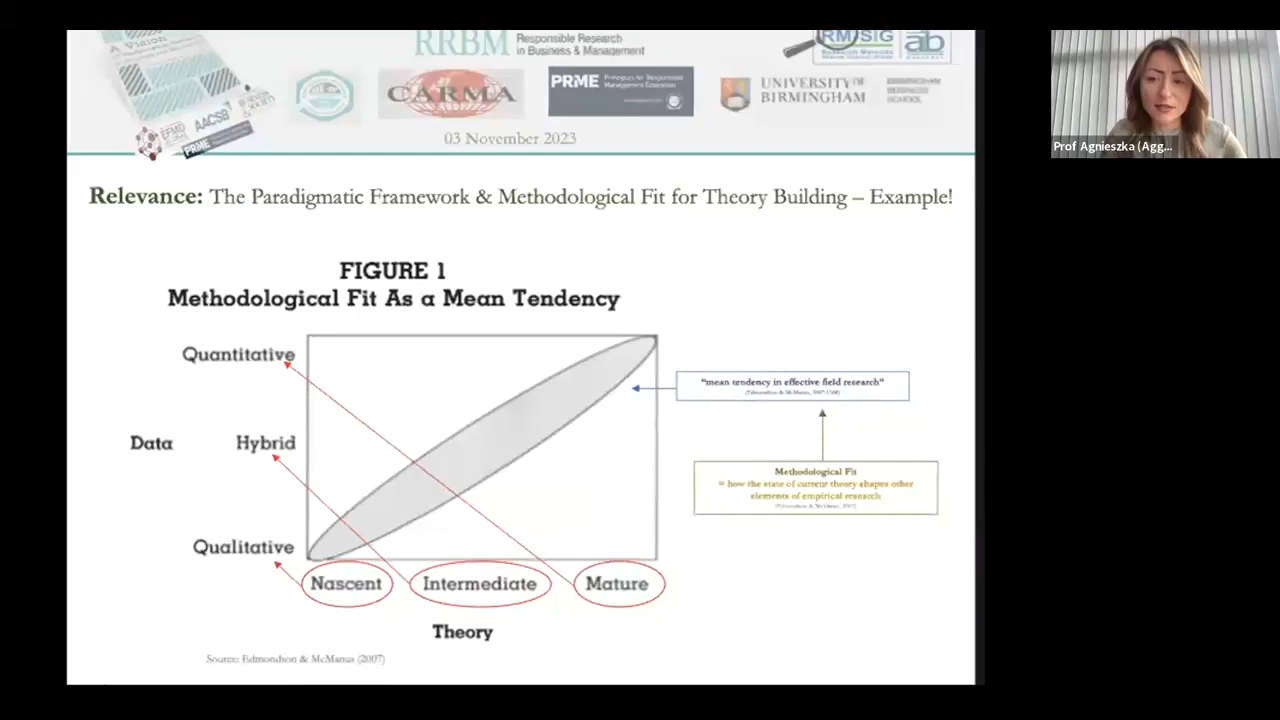 A Vision
EFMD
AACSB
PRME
RRBM Responsible Research
in Business & Management
CARMA
PRME Principles for Responsible
Management Education
RM SIG
ab
UNIVERSITY OF
BIRMINGHAM
BIRMINGHAM
BUSINESS
SCHOOL
03 November 2023
Prof Agnieszka (Agg...
Relevance: The Paradigmatic Framework & Methodological Fit for Theory Building – Example!
FIGURE 1
Methodological Fit As a Mean Tendency
Quantitative
"mean tendency in effective field research"
(Edmondson & McManus, 2007:1168)
Data
Hybrid
Methodological Fit
= how the state of current theory shapes other
elements of empirical research
(Edmondson & McManus, 2007)
Qualitative
Nascent
Intermediate
Mature
Theory
Source: Edmondson & McManus (2007)